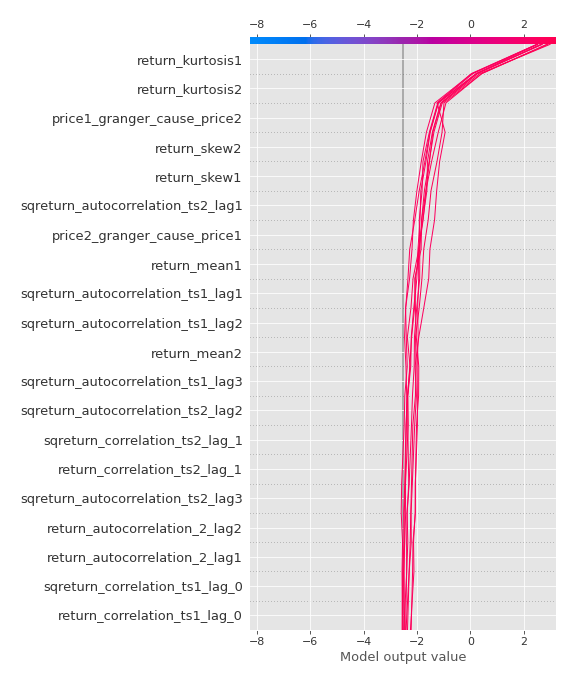 −8 −6 −4 −2 0 2
return_kurtosis1
return_kurtosis2
price1_granger_cause_price2
return_skew2
return_skew1
sqreturn_autocorrelation_ts2_lag1
price2_granger_cause_price1
return_mean1
sqreturn_autocorrelation_ts1_lag1
sqreturn_autocorrelation_ts1_lag2
return_mean2
sqreturn_autocorrelation_ts1_lag3
sqreturn_autocorrelation_ts2_lag2
sqreturn_correlation_ts2_lag_1
return_correlation_ts2_lag_1
sqreturn_autocorrelation_ts2_lag3
return_autocorrelation_2_lag2
return_autocorrelation_2_lag1
sqreturn_correlation_ts1_lag_0
return_correlation_ts1_lag_0
−8 −6 −4 −2 0 2
Model output value